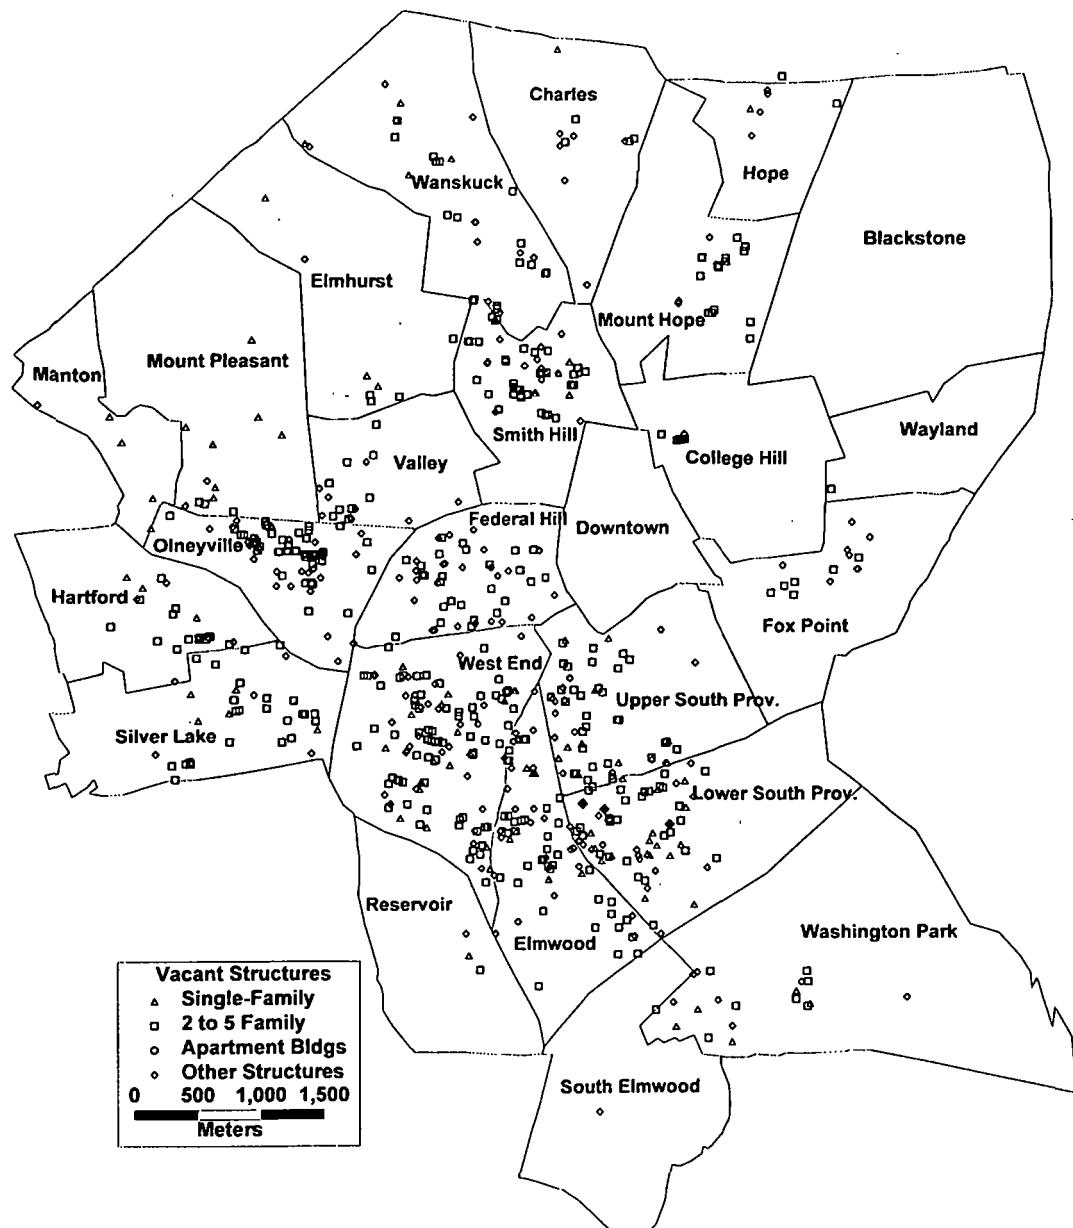 Charles
Wanskuck
Hope
Blackstone
Elmhurst
Mount Hope
Mount Pleasant
Manton
Smith Hill
Wayland
Valley
College Hill
Federal Hill
Downtown
Olneyville
Hartford
Fox Point
West End
Upper South Prov.
Silver Lake
Lower South Prov.
Reservoir
Elmwood
Washington Park
South Elmwood
Vacant Structures
Single-Family
2 to 5 Family
Apartment Bldgs
Other Structures
0 500 1,000 1,500
Meters